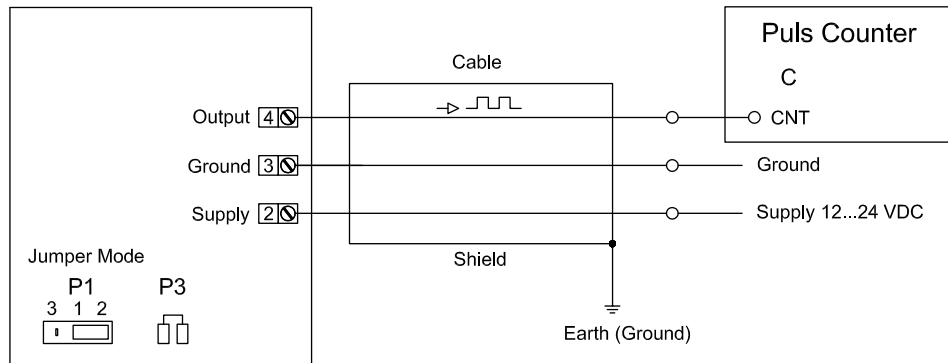 Puls Counter
C
CNT
Cable
Output 4
Ground 3
Ground
Supply 2
Supply 12...24 VDC
Shield
Jumper Mode
P1 P3
3 1 2
Earth (Ground)